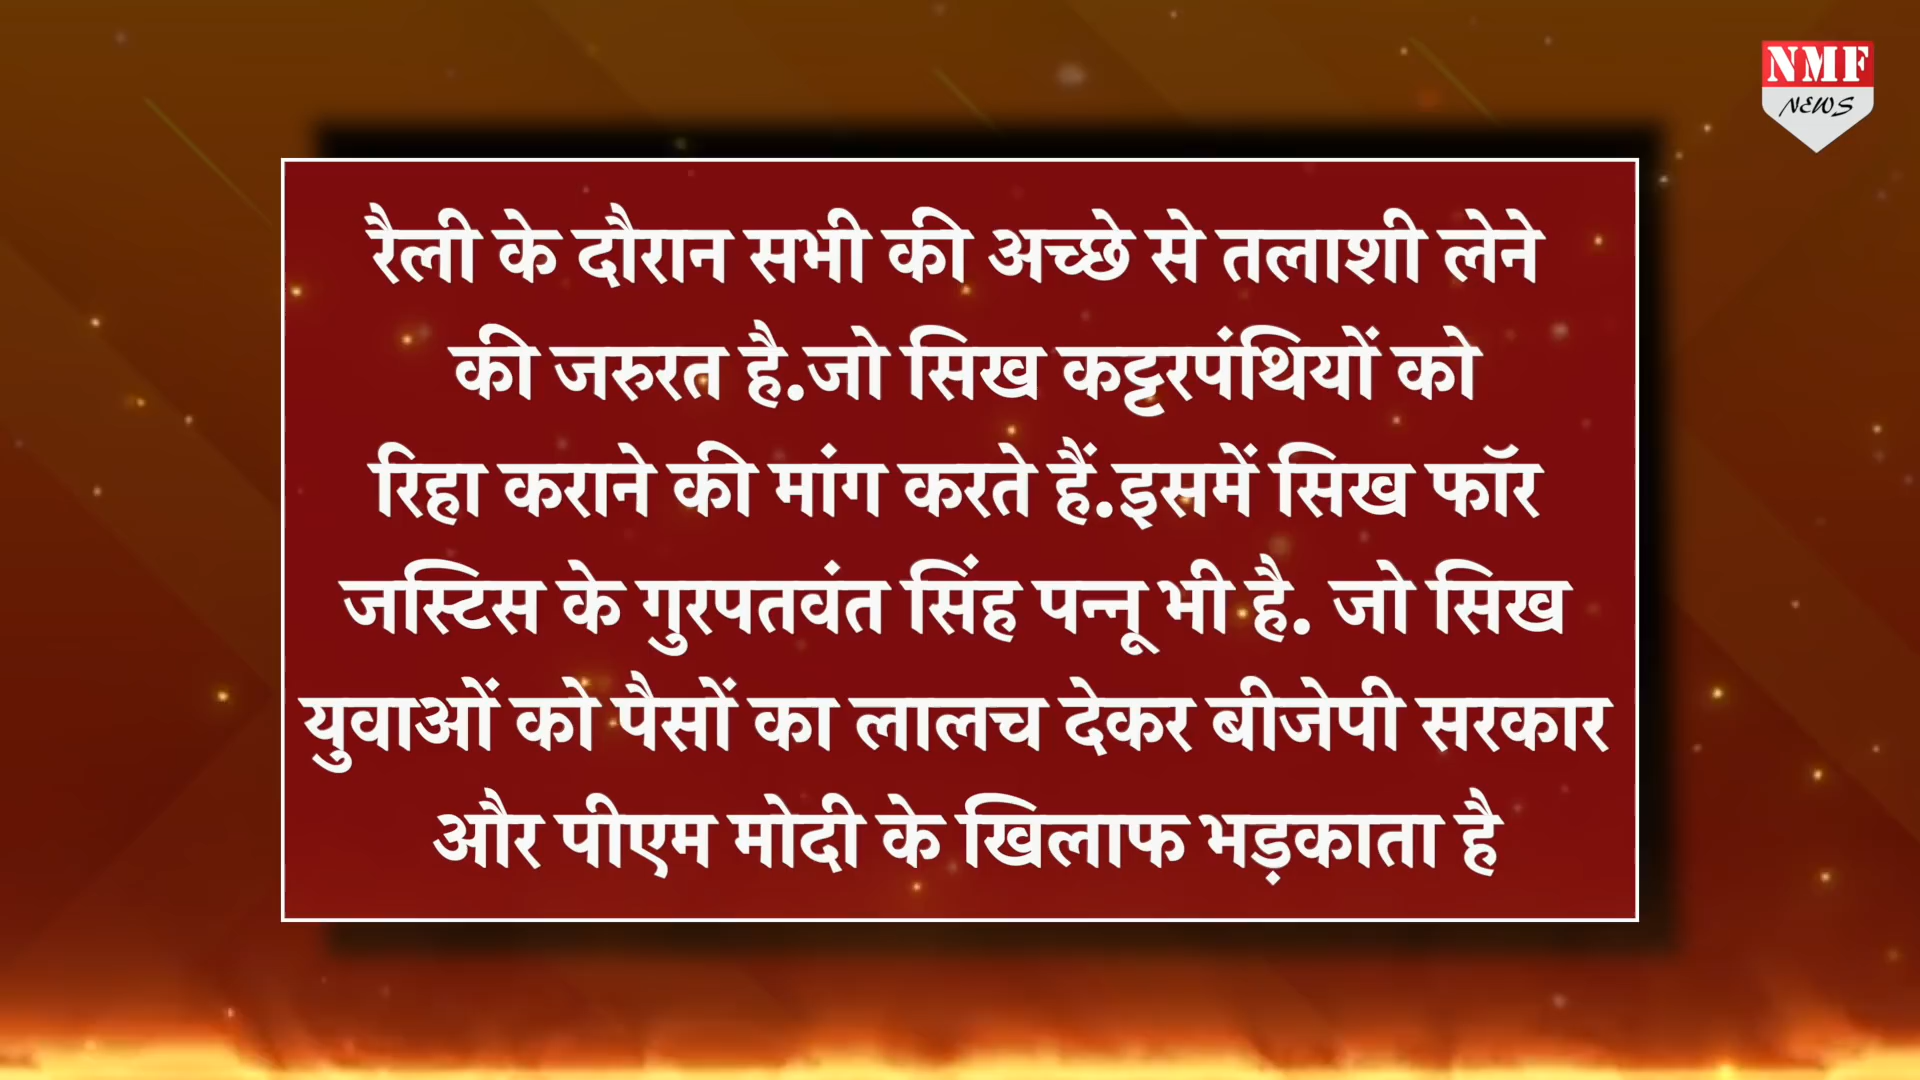 NMF
NEWS
रैली के दौरान सभी की अच्छे से तलाशी लेने
की जरुरत है.जो सिख कट्टरपंथियों को
रिहा कराने की मांग करते हैं.इसमें सिख फॉर
जस्टिस के गुरपतवंत सिंह पन्नू भी है. जो सिख
युवाओं को पैसों का लालच देकर बीजेपी सरकार
और पीएम मोदी के खिलाफ भड़काता है